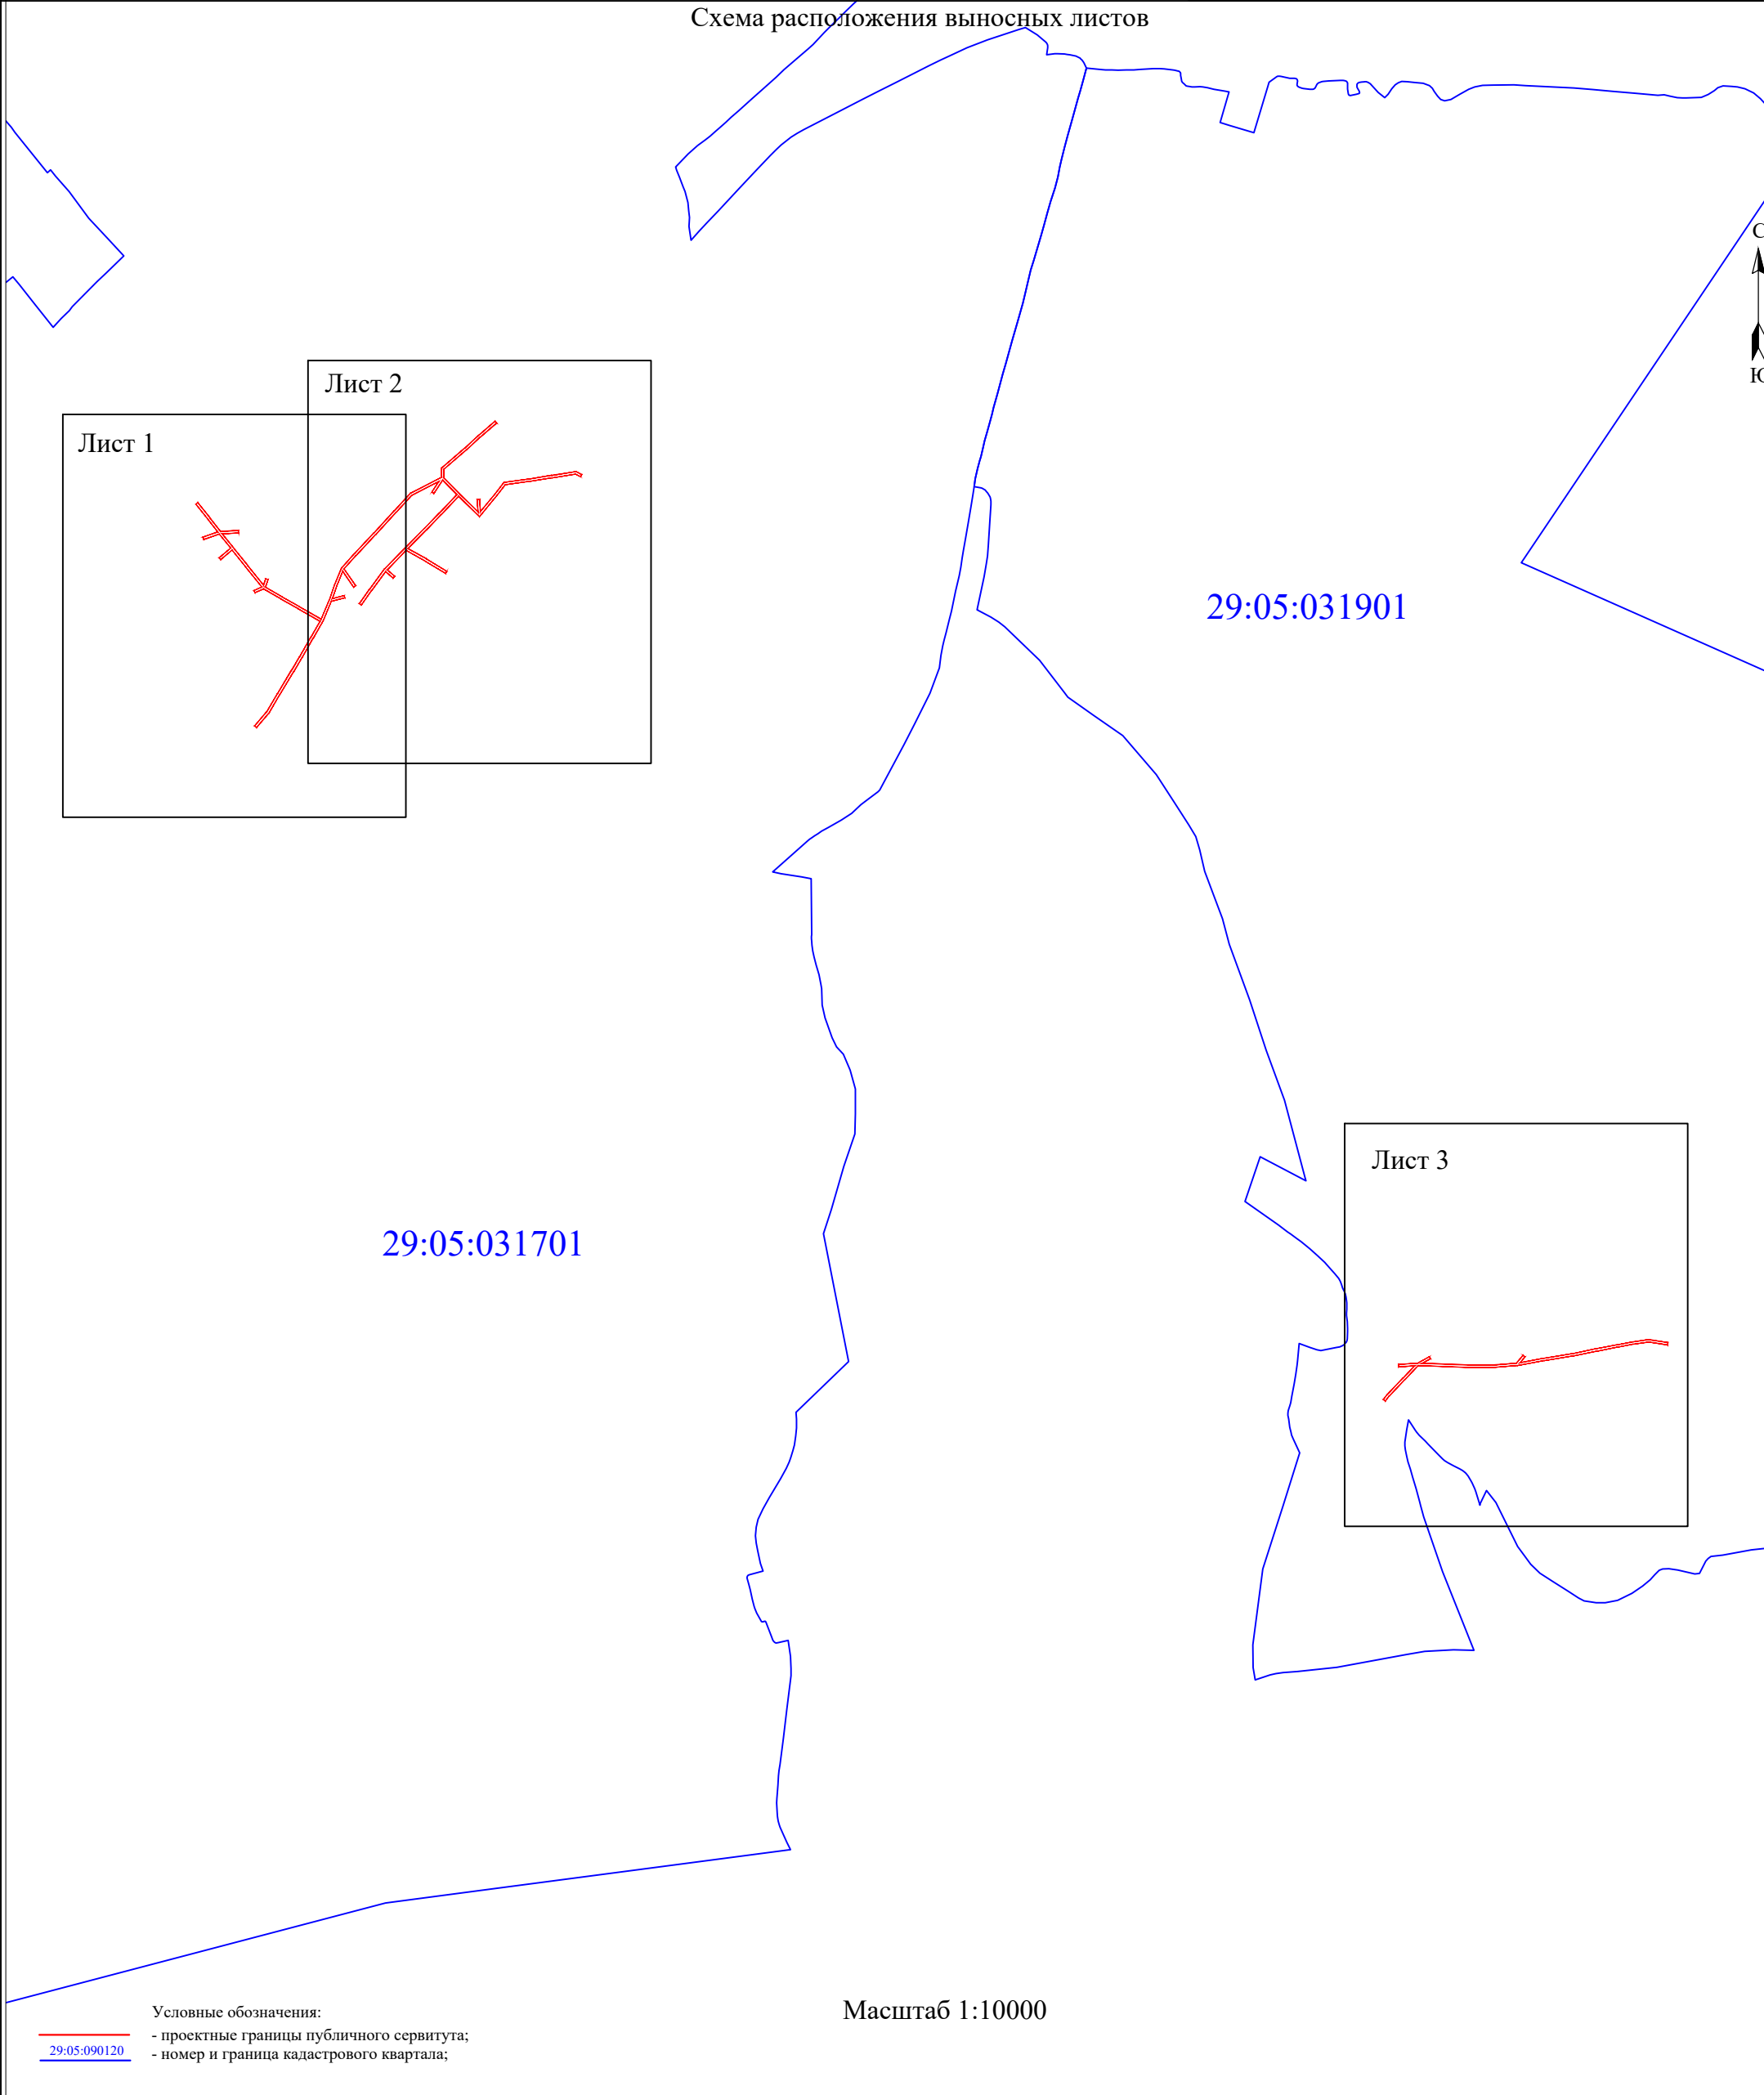 Схема расположения выносных листов
С
Ю
Лист 2
Лист 1
29:05:031901
Лист 3
29:05:031701
Масштаб 1:10000
Условные обозначения:
- проектные границы публичного сервитута;
29:05:090120 - номер и граница кадастрового квартала;